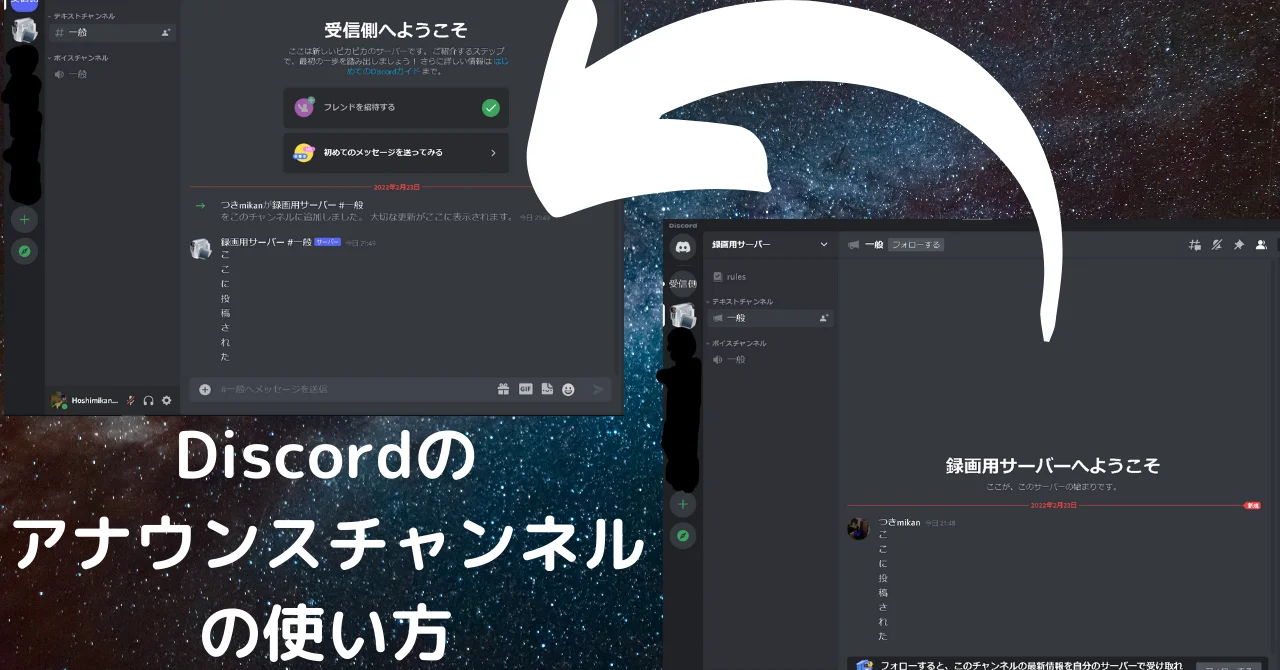 テキストチャンネル
一般
ボイスチャンネル
一般
Hoshimikan...
受信側へようこそ
ここは新しいピカピカのサーバーです。ご紹介するステップ
で、最初の一歩を踏み出しましょう！さらに詳しい情報は はじ
めてのDiscordガイド まで。
フレンドを招待する
初めてのメッセージを送ってみる
2022年2月23日
つきmikanが録画用サーバー #一般
をこのチャンネルに追加しました。 大切な更新がここに表示されます。 今日 21:49
録画用サーバー #一般 サーバー 今日 21:49
こ
こ
に
投
稿
さ
れ
た
#一般へメッセージを送信
GIF
Discordの
アナウンスチャンネル
の使い方
Discord
受信側
録画用サーバー
rules
テキストチャンネル
一般
ボイスチャンネル
一般
一般 フォローする
録画用サーバーへようこそ
ここが、このサーバーの始まりです。
2022年2月23日
新規
つきmikan 今日 21:48
こ
こ
に
投
稿
さ
れ
た
フォローすると、このチャンネルの最新情報を自分のサーバーで受け取れ